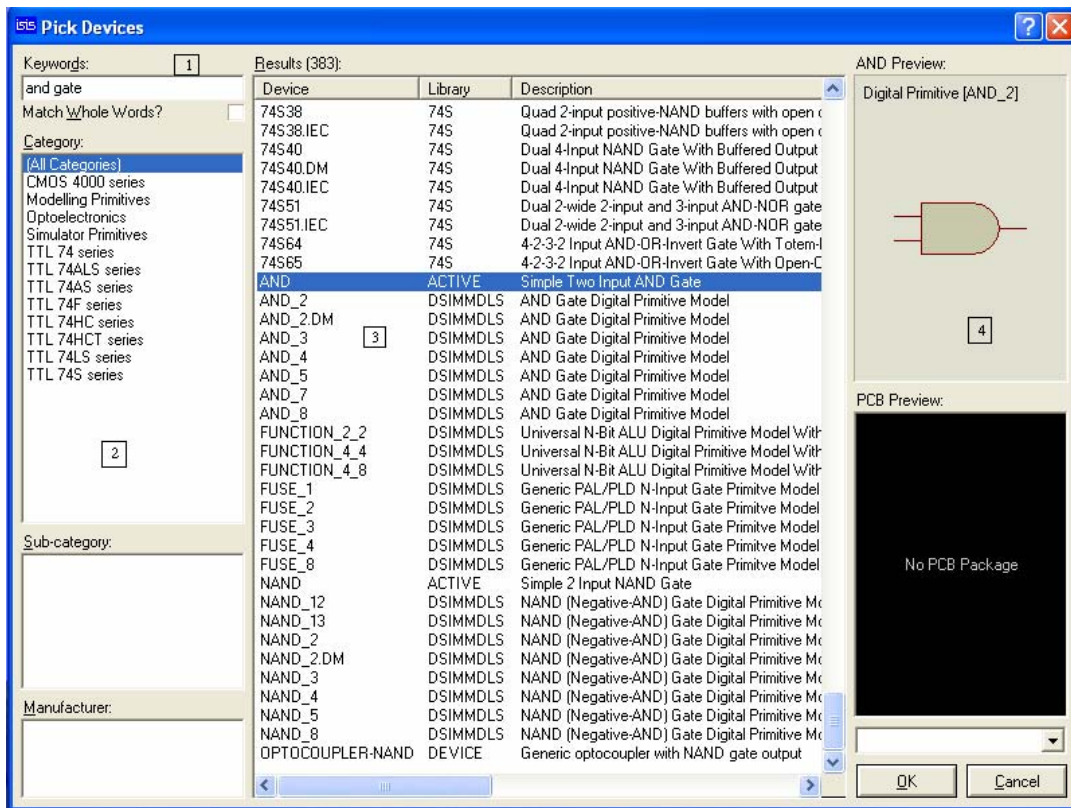 isis Pick Devices
Keywords:
1
and gate
Match Whole Words?
Category:
(All Categories)
CMOS 4000 series
Modelling Primitives
Optoelectronics
Simulator Primitives
TTL 74 series
TTL 74ALS series
TTL 74AS series
TTL 74F series
TTL 74HC series
TTL 74HCT series
TTL 74LS series
TTL 74S series
2
Sub-category:
Manufacturer:
Results (383):
Device Library Description
74S38 74S Quad 2-input positive-NAND buffers with open c
74S38.IEC 74S Quad 2-input positive-NAND buffers with open c
74S40 74S Dual 4-Input NAND Gate With Buffered Output
74S40.DM 74S Dual 4-Input NAND Gate With Buffered Output
74S40.IEC 74S Dual 4-Input NAND Gate With Buffered Output
74S51 74S Dual 2-wide 2-input and 3-input AND-NOR gate
74S51.IEC 74S Dual 2-wide 2-input and 3-input AND-NOR gate
74S64 74S 4-2-3-2 Input AND-OR-Invert Gate With Totem-
74S65 74S 4-2-3-2 Input AND-OR-Invert Gate With Open-C
AND ACTIVE Simple Two Input AND Gate
AND_2 DSIMMDLS AND Gate Digital Primitive Model
AND_2.DM DSIMMDLS AND Gate Digital Primitive Model
AND_3 3 DSIMMDLS AND Gate Digital Primitive Model
AND_4 DSIMMDLS AND Gate Digital Primitive Model
AND_5 DSIMMDLS AND Gate Digital Primitive Model
AND_7 DSIMMDLS AND Gate Digital Primitive Model
AND_8 DSIMMDLS AND Gate Digital Primitive Model
FUNCTION_2_2 DSIMMDLS Universal N-Bit ALU Digital Primitive Model With
FUNCTION_4_4 DSIMMDLS Universal N-Bit ALU Digital Primitive Model With
FUNCTION_4_8 DSIMMDLS Universal N-Bit ALU Digital Primitive Model With
FUSE_1 DSIMMDLS Generic PAL/PLD N-Input Gate Primitve Model
FUSE_2 DSIMMDLS Generic PAL/PLD N-Input Gate Primitve Model
FUSE_3 DSIMMDLS Generic PAL/PLD N-Input Gate Primitve Model
FUSE_4 DSIMMDLS Generic PAL/PLD N-Input Gate Primitve Model
FUSE_8 DSIMMDLS Generic PAL/PLD N-Input Gate Primitve Model
NAND ACTIVE Simple 2 Input NAND Gate
NAND_12 DSIMMDLS NAND (Negative-AND) Gate Digital Primitive Mo
NAND_13 DSIMMDLS NAND (Negative-AND) Gate Digital Primitive Mo
NAND_2 DSIMMDLS NAND (Negative-AND) Gate Digital Primitive Mo
NAND_2.DM DSIMMDLS NAND (Negative-AND) Gate Digital Primitive Mo
NAND_3 DSIMMDLS NAND (Negative-AND) Gate Digital Primitive Mo
NAND_4 DSIMMDLS NAND (Negative-AND) Gate Digital Primitive Mo
NAND_5 DSIMMDLS NAND (Negative-AND) Gate Digital Primitive Mo
NAND_8 DSIMMDLS NAND (Negative-AND) Gate Digital Primitive Mo
OPTOCOUPLER-NAND DEVICE Generic optocoupler with NAND gate output
AND Preview:
Digital Primitive [AND_2]
4
PCB Preview:
No PCB Package
OK Cancel